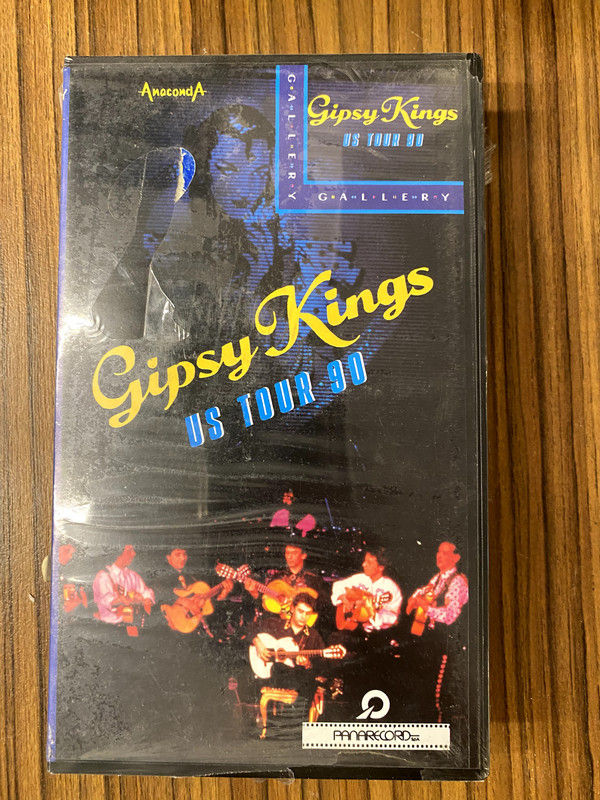 AnacondA
GALLERY
Gipsy Kings
US TOUR 90
GALLERY
Gipsy Kings
US TOUR 90
PANARECORD